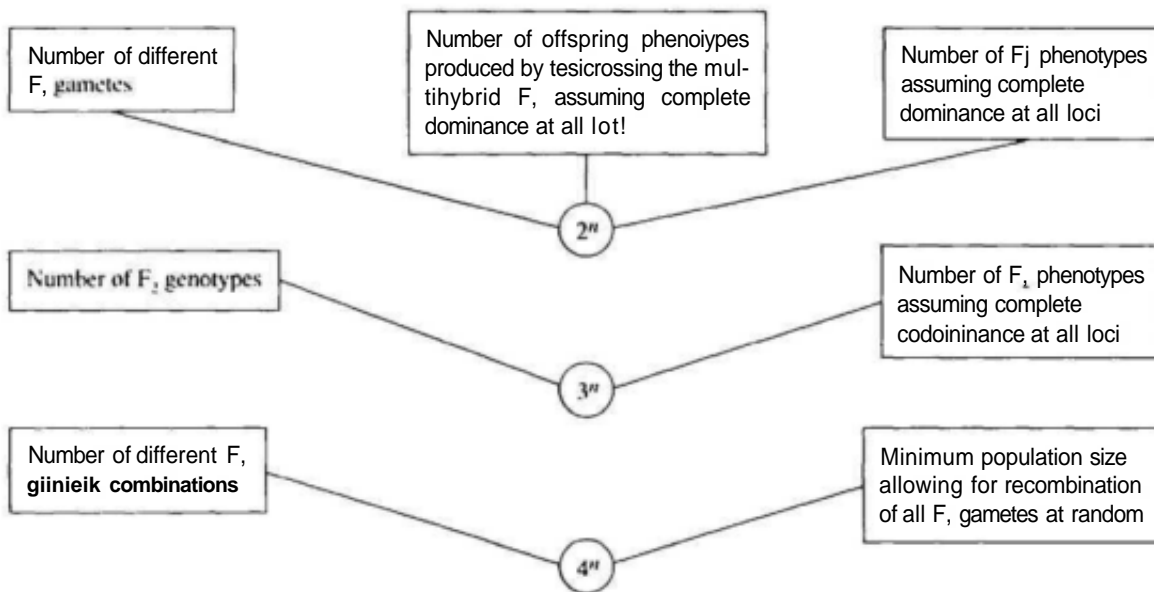 Number of different
F, gametes
Number of offspring phenoiypes
produced by tesicrossing the mul-
tihybrid F, assuming complete
dominance at all lot!
Number of Fj phenotypes
assuming complete
dominance at all loci
2n
Number of F2 genotypes
Number of F, phenotypes
assuming complete
codoininance at all loci
3n
Number of different F,
giinieik combinations
Minimum population size
allowing for recombination
of all F, gametes at random
4n